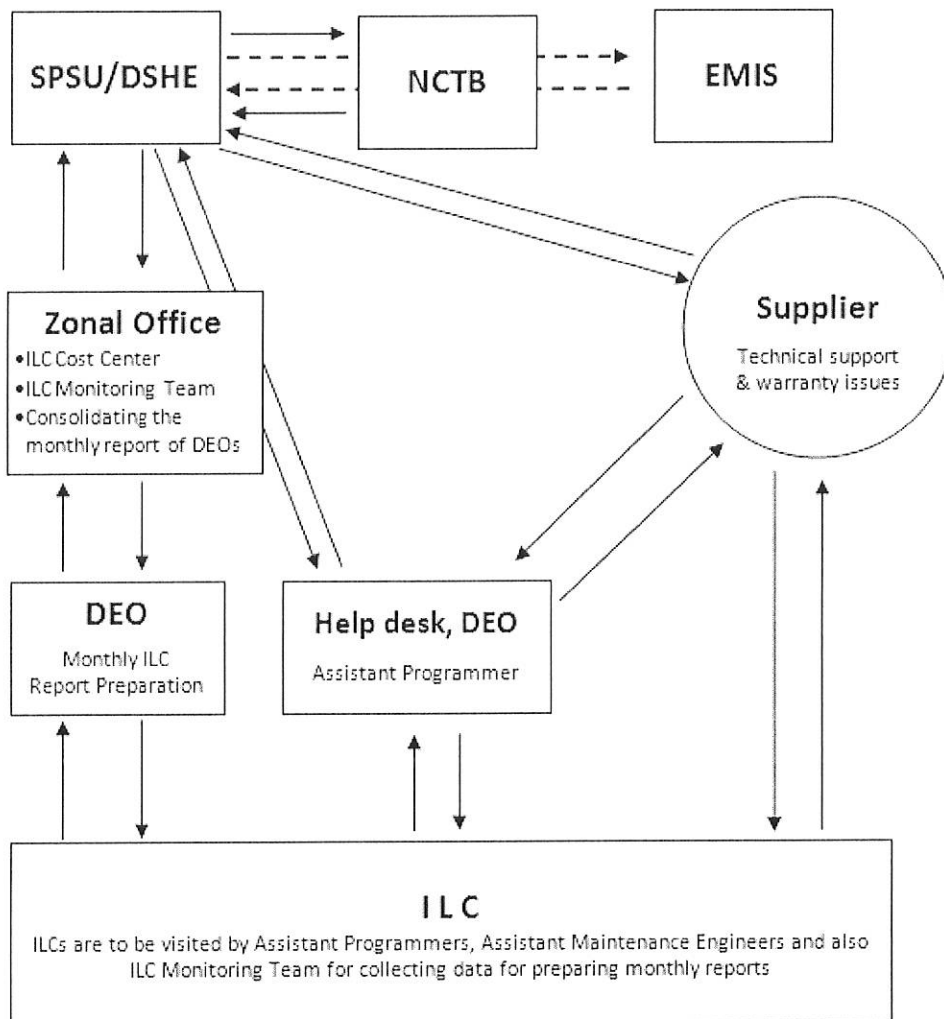 SPSU/DSHE
NCTB
EMIS
Zonal Office
•ILC Cost Center
•ILC Monitoring Team
•Consolidating the
monthly report of DEOs
Supplier
Technical support
& warranty issues
DEO
Monthly ILC
Report Preparation
Help desk, DEO
Assistant Programmer
ILC
ILCs are to be visited by Assistant Programmers, Assistant Maintenance Engineers and also
ILC Monitoring Team for collecting data for preparing monthly reports